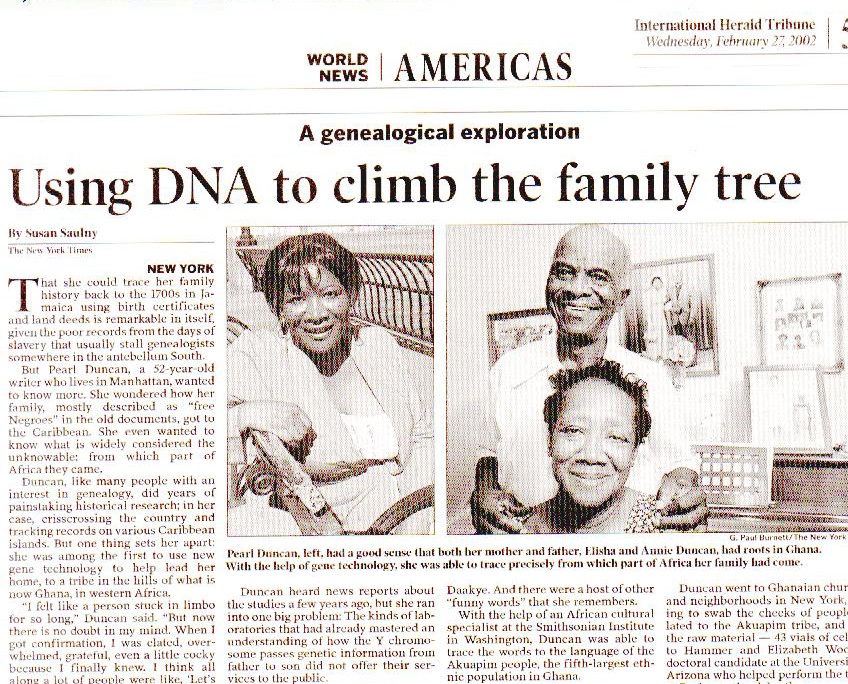 International Herald Tribune
Wednesday, February 27, 2002
WORLD
NEWS
AMERICAS
A genealogical exploration
Using DNA to climb the family tree
By Susan Saulny
The New York Times
NEW YORK
That she could trace her family
history back to the 1700s in Ja-
maica using birth certificates
and land deeds is remarkable in itself,
given the poor records from the days of
slavery that usually stall genealogists
somewhere in the antebellum South.
But Pearl Duncan, a 52-year-old
writer who lives in Manhattan, wanted
to know more. She wondered how her
family, mostly described as "free
Negroes" in the old documents, got to
the Caribbean. She even wanted to
know what is widely considered the
unknowable: from which part of
Africa they came.
Duncan, like many people with an
interest in genealogy, did years of
painstaking historical research; in her
case, crisscrossing the country and
tracking records on various Caribbean
islands. But one thing sets her apart:
she was among the first to use new
gene technology to help lead her
home, to a tribe in the hills of what is
now Ghana, in western Africa.
"I felt like a person stuck in limbo
for so long," Duncan said. "But now
there is no doubt in my mind. When I
got confirmation, I was elated, over-
whelmed, grateful, even a little cocky
because I finally knew. I think all
along a lot of people were like, 'Let's
G. Paul Burnett/The New York
Pearl Duncan, left, had a good sense that both her mother and father, Elisha and Annie Duncan, had roots in Ghana.
With the help of gene technology, she was able to trace precisely from which part of Africa her family had come.
Duncan heard news reports about
the studies a few years ago, but she ran
into one big problem: The kinds of lab-
oratories that had already mastered an
understanding of how the Y chromo-
some passes genetic information from
father to son did not offer their ser-
vices to the public.
Daakye. And there were a host of other
"funny words" that she remembers.
With the help of an African cultural
specialist at the Smithsonian Institute
in Washington, Duncan was able to
trace the words to the language of the
Akuapim people, the fifth-largest eth-
nic population in Ghana.
Duncan went to Ghanaian chur
and neighborhoods in New York,
ing to swab the cheeks of people
lated to the Akuapim tribe, and
the raw material — 43 vials of cel
to Hammer and Elizabeth Woo
doctoral candidate at the Universi
Arizona who helped perform the t